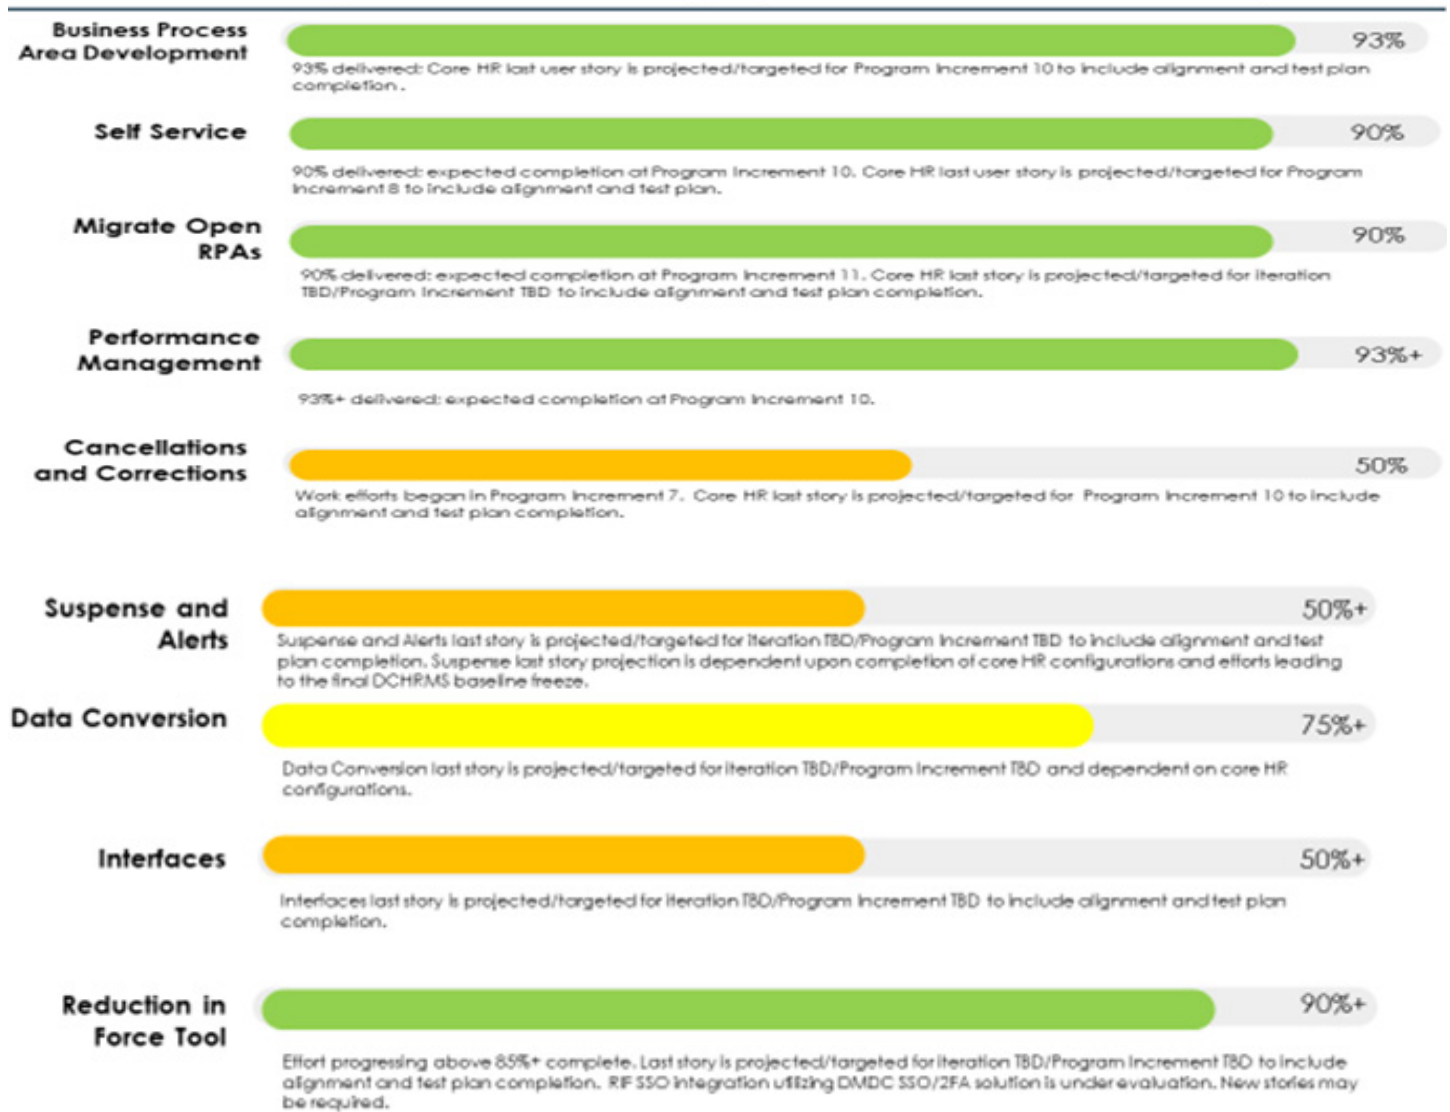 Business Process
Area Development
93%
93% delivered: Core HR last user story is projected/targeted for Program Increment 10 to include alignment and test plan
completion .
Self Service
90%
90% delivered: expected completion at Program Increment 10. Core HR last user story is projected/targeted for Program
Increment 8 to include alignment and test plan.
Migrate Open
RPAs
90%
90% delivered: expected completion at Program Increment 11. Core HR last story is projected/targeted for iteration
TBD/Program Increment TBD to include alignment and test plan completion.
Performance
Management
93%+
93%+ delivered: expected completion at Program Increment 10.
Cancellations
and Corrections
50%
Work efforts began in Program Increment 7. Core HR last story is projected/targeted for Program Increment 10 to include
alignment and test plan completion.
Suspense and
Alerts
50%+
Suspense and Alerts last story is projected/targeted for iteration TBD/Program Increment TBD to include alignment and test
plan completion. Suspense last story projection is dependent upon completion of core HR configurations and efforts leading
to the final DCHRMS baseline freeze.
Data Conversion
75%+
Data Conversion last story is projected/targeted for iteration TBD/Program Increment TBD and dependent on core HR
configurations.
Interfaces
50%+
Interfaces last story is projected/targeted for iteration TBD/Program Increment TBD to include alignment and test plan
completion.
Reduction in
Force Tool
90%+
Effort progressing above 85%+ complete. Last story is projected/targeted for iteration TBD/Program Increment TBD to include
alignment and test plan completion. RIF SSO integration utilizing DMDC SSO/2FA solution is under evaluation. New stories may
be required.